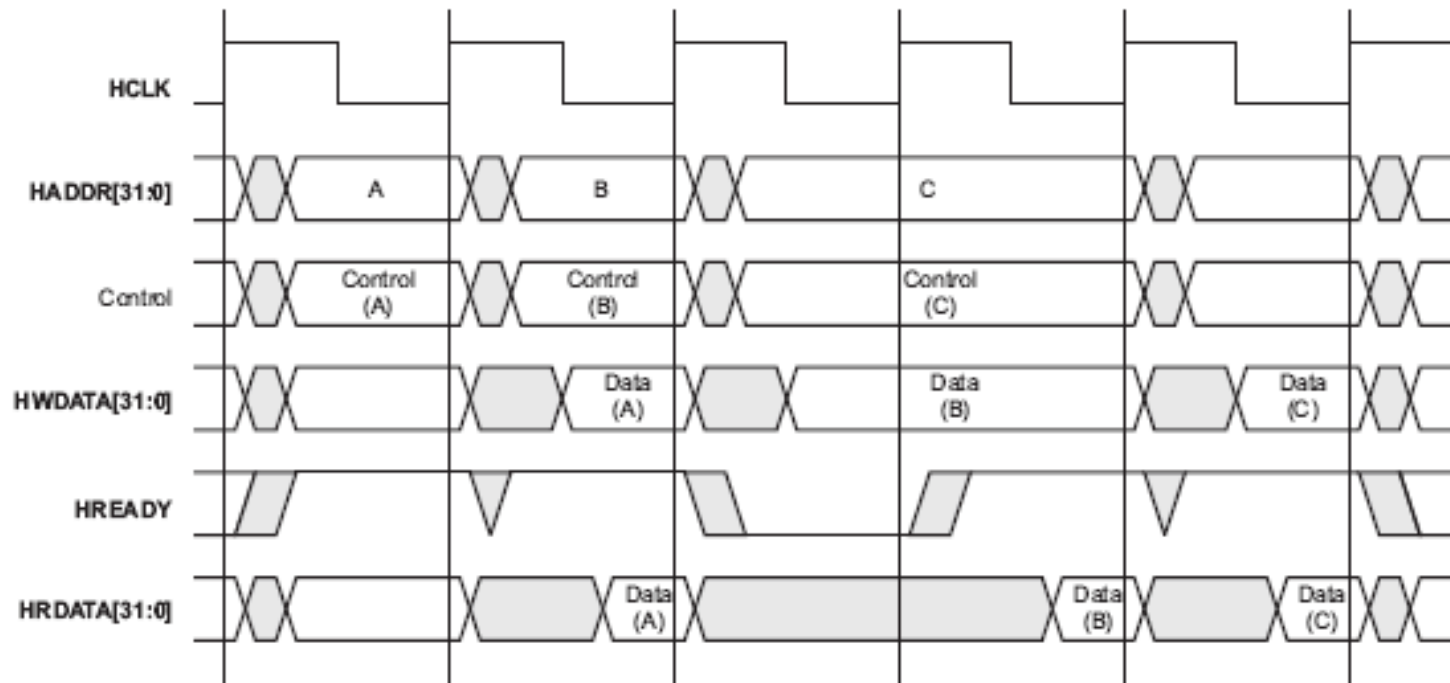 HCLK
HADDR[31:0]
A
B
C
Control
Control
(A)
Control
(B)
Control
(C)
HWDATA[31:0]
Data
(A)
Data
(B)
Data
(C)
HREADY
HRDATA[31:0]
Data
(A)
Data
(B)
Data
(C)